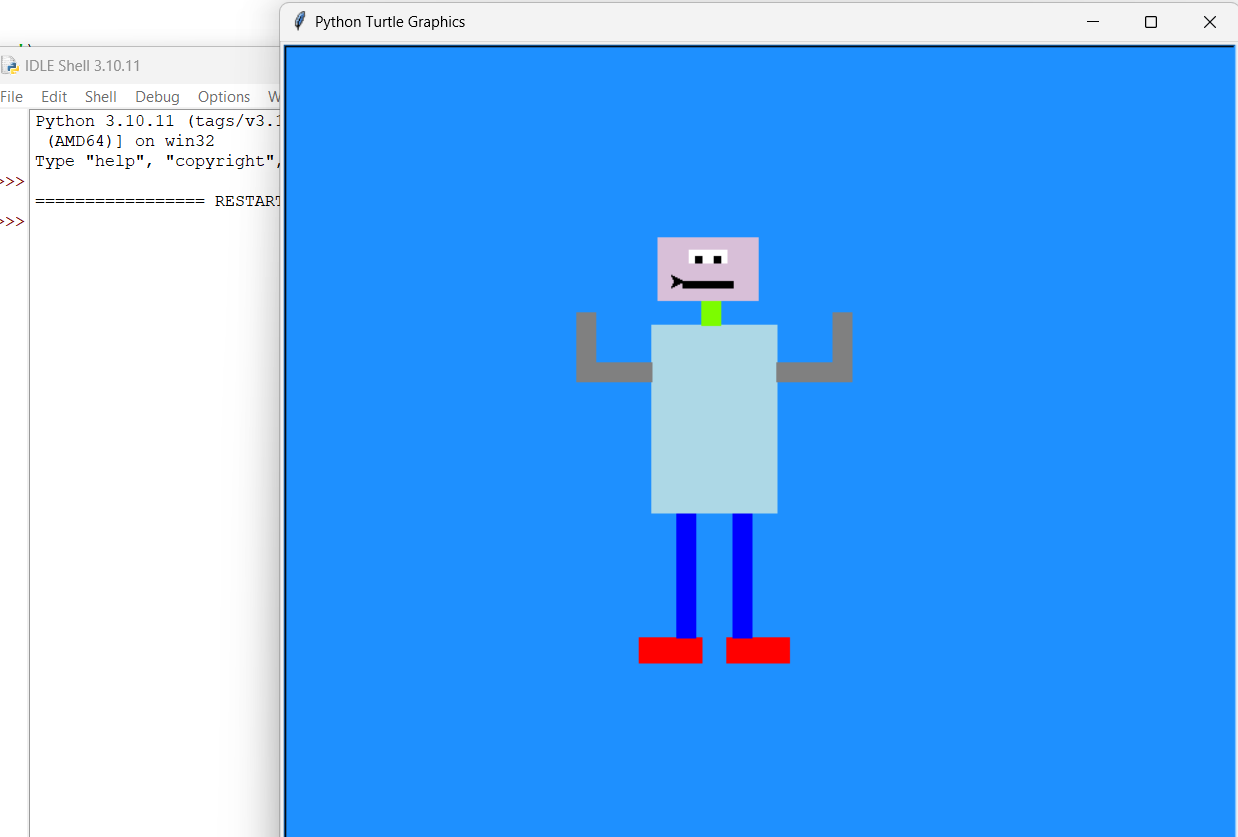 Python Turtle Graphics
IDLE Shell 3.10.11
File Edit Shell Debug Options W
Python 3.10.11 (tags/v3.1
(AMD64)] on win32
Type "help", "copyright",
>>>
================= RESTART
>>>